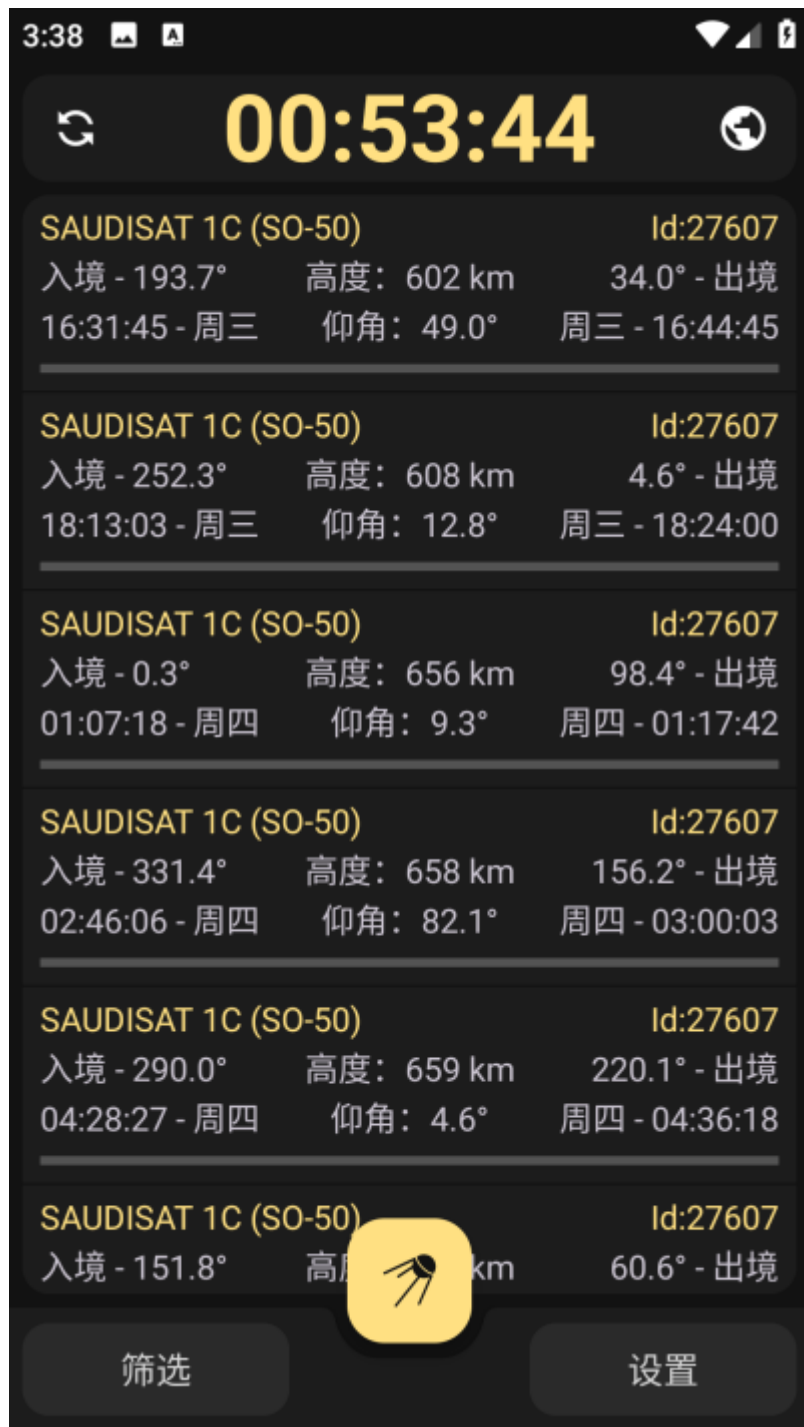 3:38
00:53:44
SAUDISAT 1C (SO-50) Id:27607
入境 - 193.7° 高度：602 km 34.0° - 出境
16:31:45 - 周三 仰角：49.0° 周三 - 16:44:45
SAUDISAT 1C (SO-50) Id:27607
入境 - 252.3° 高度：608 km 4.6° - 出境
18:13:03 - 周三 仰角：12.8° 周三 - 18:24:00
SAUDISAT 1C (SO-50) Id:27607
入境 - 0.3° 高度：656 km 98.4° - 出境
01:07:18 - 周四 仰角：9.3° 周四 - 01:17:42
SAUDISAT 1C (SO-50) Id:27607
入境 - 331.4° 高度：658 km 156.2° - 出境
02:46:06 - 周四 仰角：82.1° 周四 - 03:00:03
SAUDISAT 1C (SO-50) Id:27607
入境 - 290.0° 高度：659 km 220.1° - 出境
04:28:27 - 周四 仰角：4.6° 周四 - 04:36:18
SAUDISAT 1C (SO-50) Id:27607
入境 - 151.8° 高 km 60.6° - 出境
筛选 设置